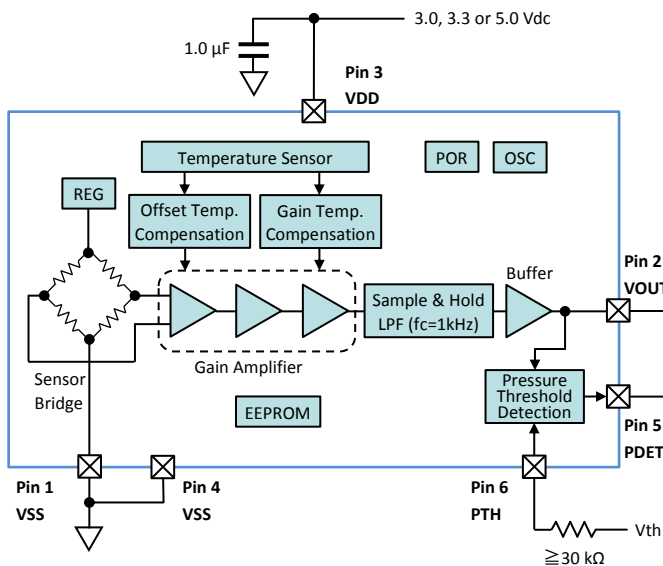 3.0, 3.3 or 5.0 Vdc
1.0 µF
Pin 3
VDD
Temperature Sensor
POR
OSC
REG
Offset Temp.
Compensation
Gain Temp.
Compensation
Buffer
Pin 2
VOUT
Sample & Hold
LPF (fc=1kHz)
Gain Amplifier
Sensor
Bridge
Pressure
Threshold
Detection
EEPROM
Pin 5
PDET
Pin 1
VSS
Pin 4
VSS
Pin 6
PTH
Vth
≧30 kΩ